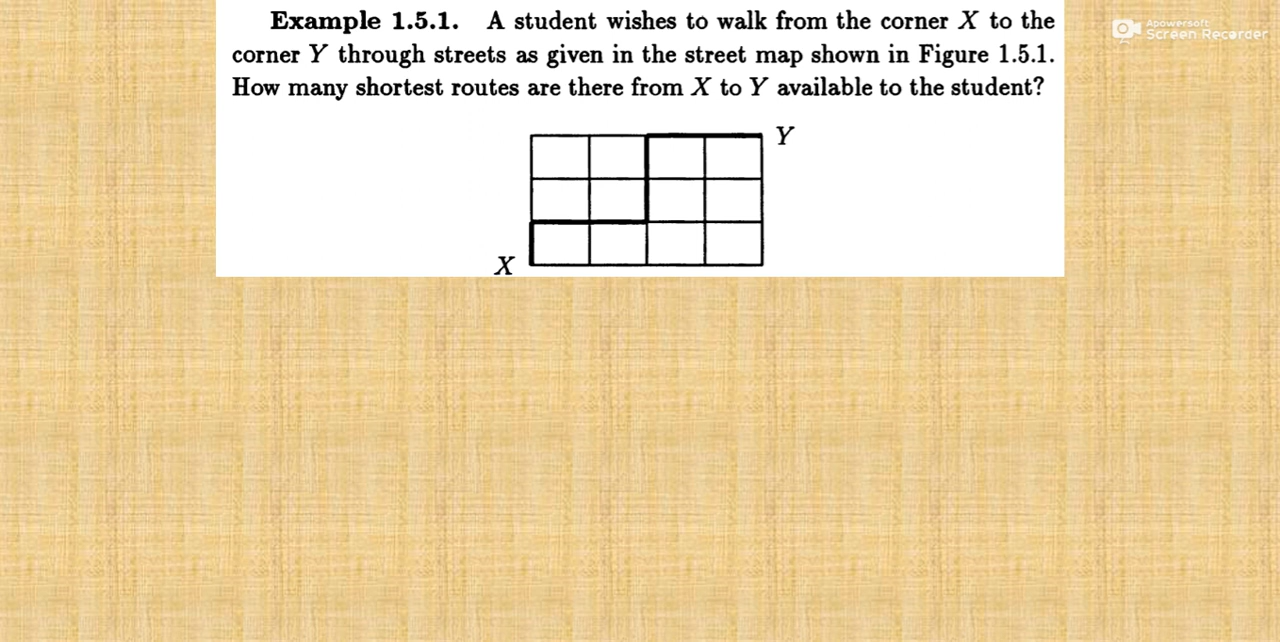 Example 1.5.1. A student wishes to walk from the corner X to the
corner Y through streets as given in the street map shown in Figure 1.5.1.
How many shortest routes are there from X to Y available to the student?
Y
X
Apowersoft
Screen Recorder